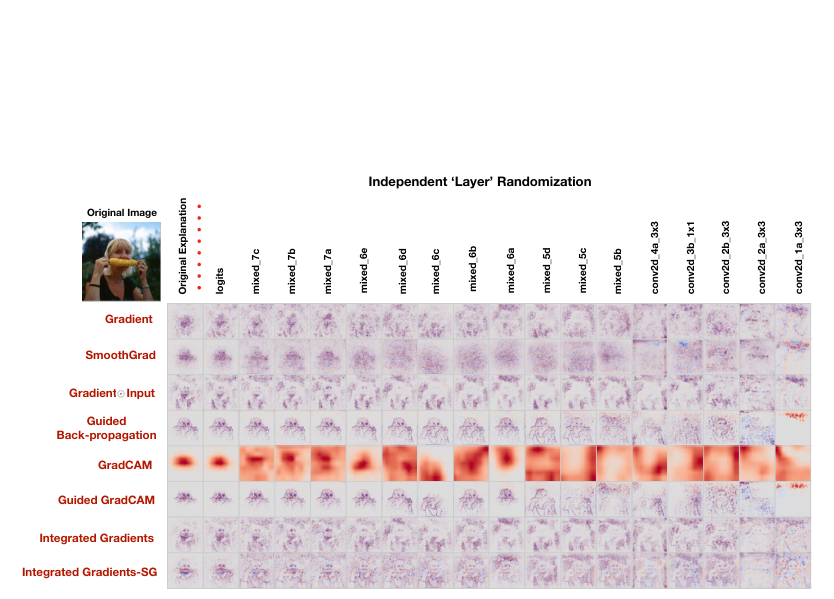 Independent ‘Layer’ Randomization
Original Image
Original Explanation
logits
mixed_7c
mixed_7b
mixed_7a
mixed_6e
mixed_6d
mixed_6c
mixed_6b
mixed_6a
mixed_5d
mixed_5c
mixed_5b
conv2d_4a_3x3
conv2d_3b_1x1
conv2d_2b_3x3
conv2d_2a_3x3
conv2d_1a_3x3
Gradient
SmoothGrad
Gradient⊙Input
Guided
Back-propagation
GradCAM
Guided GradCAM
Integrated Gradients
Integrated Gradients-SG